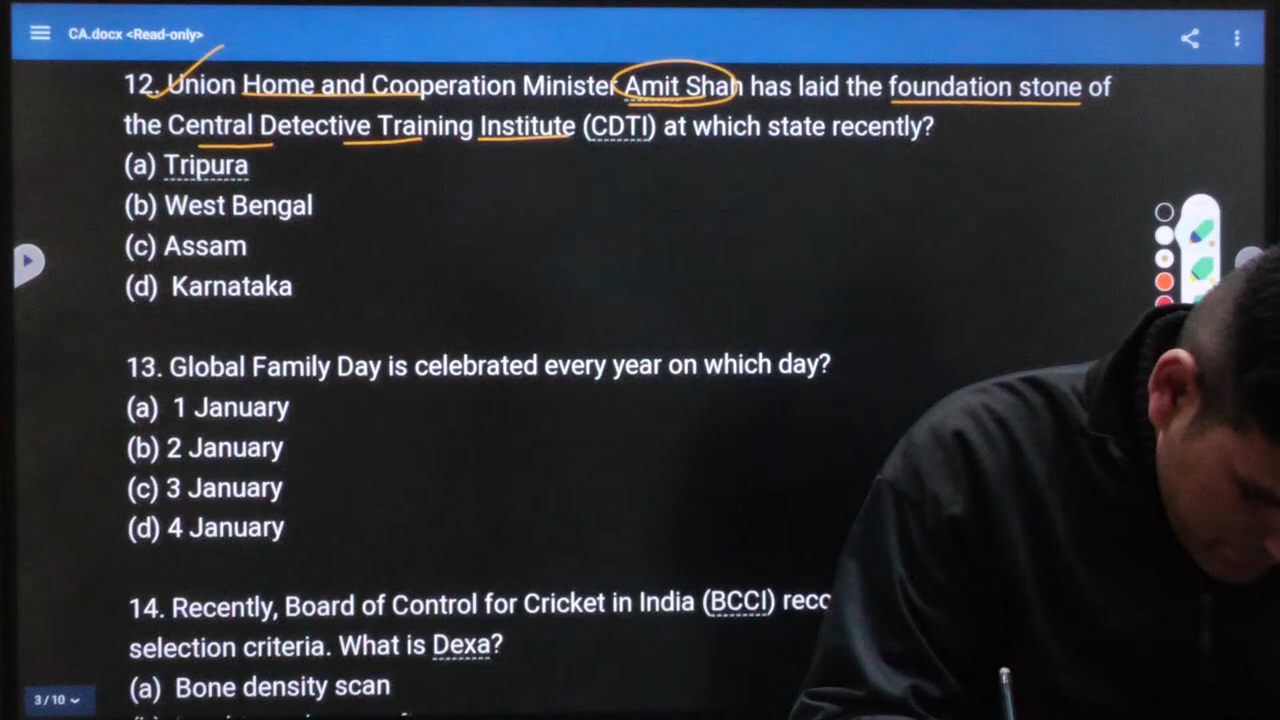 CA.docx <Read-only>
12. Union Home and Cooperation Minister Amit Shah has laid the foundation stone of
the Central Detective Training Institute (CDTI) at which state recently?
(a) Tripura
(b) West Bengal
(c) Assam
(d) Karnataka
13. Global Family Day is celebrated every year on which day?
(a) 1 January
(b) 2 January
(c) 3 January
(d) 4 January
14. Recently, Board of Control for Cricket in India (BCCI) reco
selection criteria. What is Dexa?
(a) Bone density scan
3 / 10